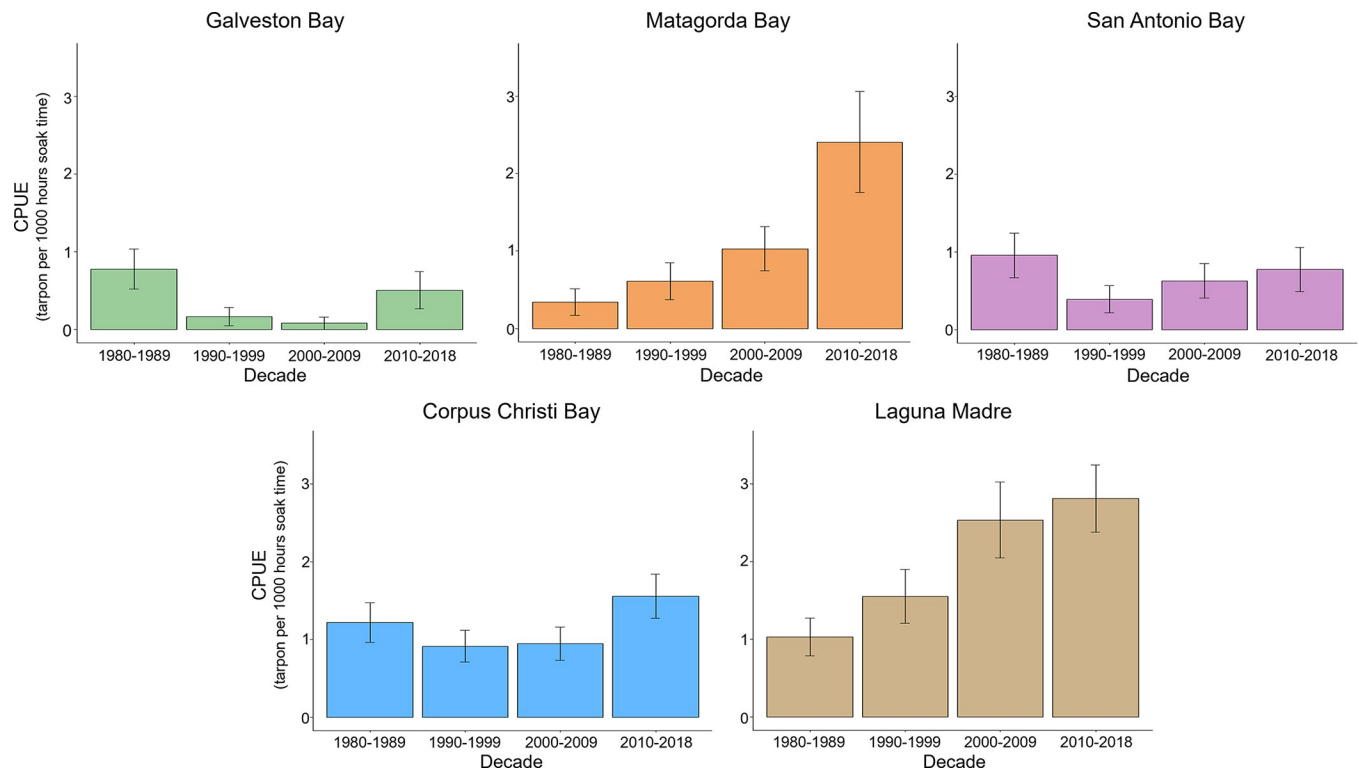 Galveston Bay
Matagorda Bay
San Antonio Bay
CPUE
(tarpon per 1000 hours soak time)
3
2
1
0
1980-1989
1990-1999
2000-2009
2010-2018
Decade
3
2
1
0
1980-1989
1990-1999
2000-2009
2010-2018
Decade
3
2
1
0
1980-1989
1990-1999
2000-2009
2010-2018
Decade
Corpus Christi Bay
Laguna Madre
CPUE
(tarpon per 1000 hours soak time)
3
2
1
0
1980-1989
1990-1999
2000-2009
2010-2018
Decade
3
2
1
0
1980-1989
1990-1999
2000-2009
2010-2018
Decade